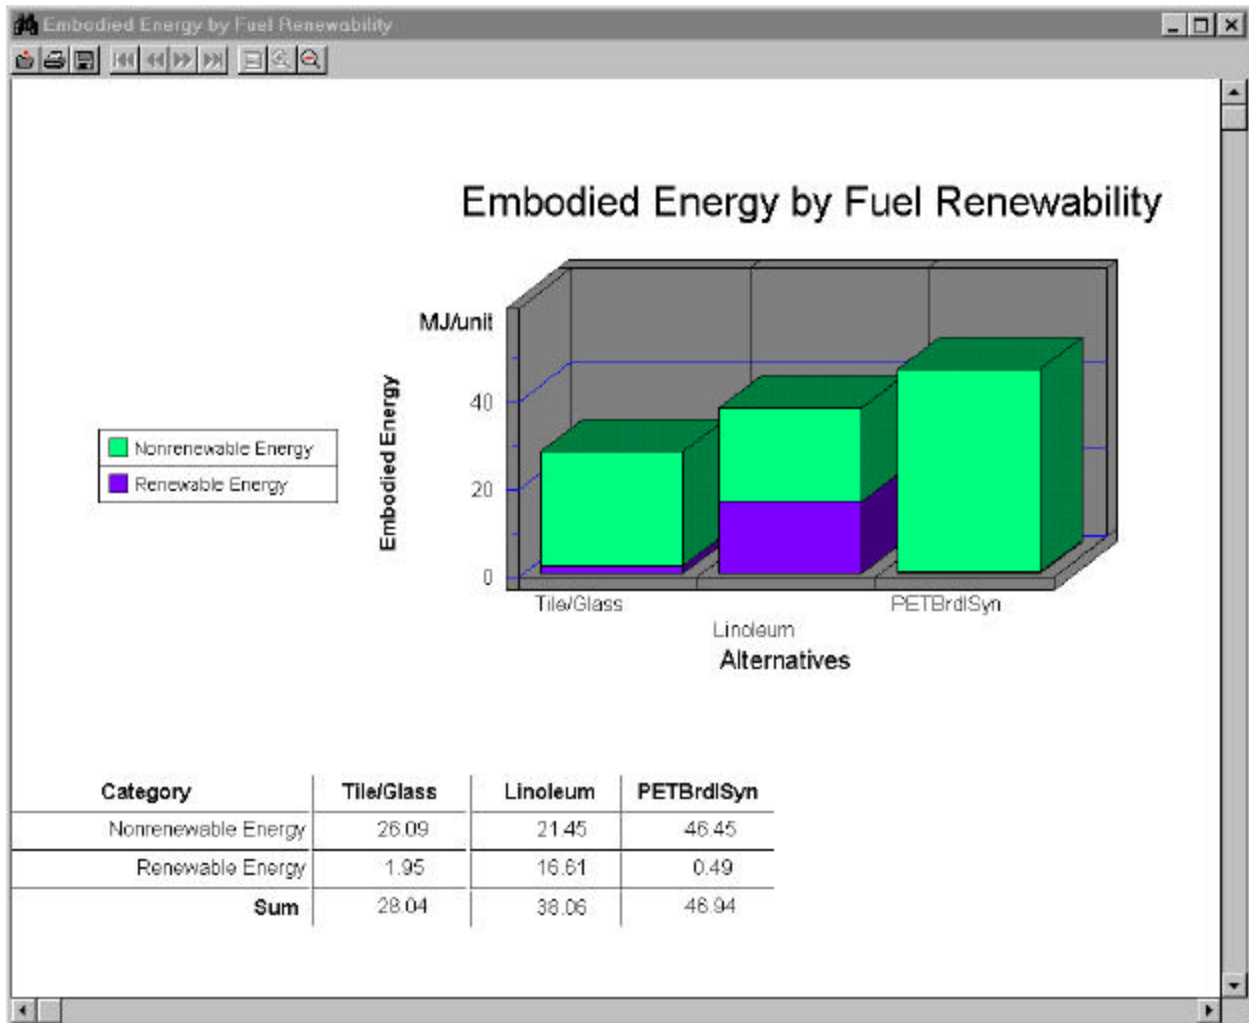 Embodied Energy by Fuel Renewability
Embodied Energy by Fuel Renewability
MJ/unit
Embodied Energy
40
20
0
Nonrenewable Energy
Renewable Energy
Tile/Glass
Linoleum
PETBrdlSyn
Alternatives
Category Tile/Glass Linoleum PETBrdlSyn
Nonrenewable Energy 26.09 21.45 46.45
Renewable Energy 1.95 16.61 0.49
Sum 28.04 38.06 46.94